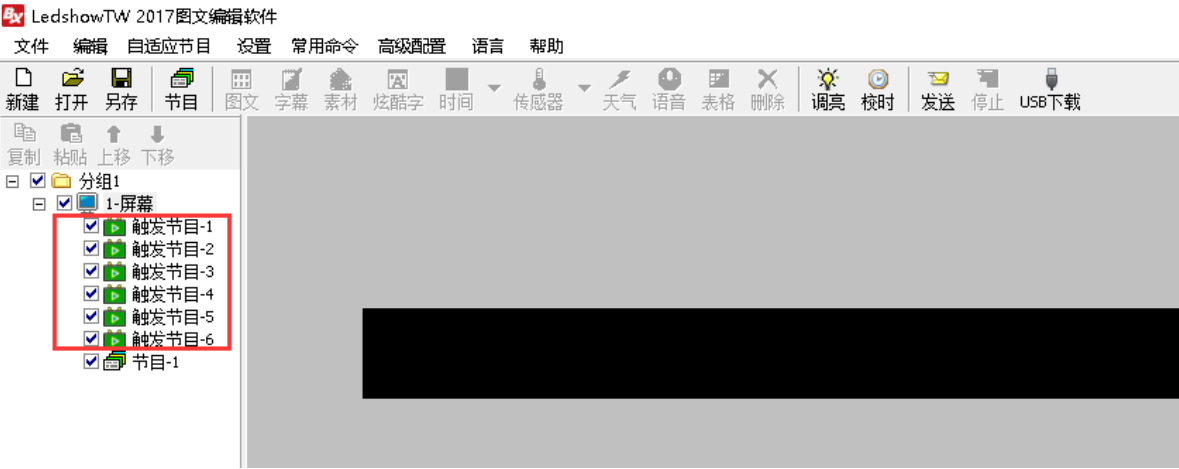 BX LedshowTW 2017图文编辑软件
文件 编辑 自适应节目 设置 常用命令 高级配置 语言 帮助
新建 打开 另存 节目 图文 字幕 素材 炫酷字 时间 传感器 天气 语音 表格 删除 调亮 校时 发送 停止 USB下载
复制 粘贴 上移 下移
分组1
1-屏幕
触发节目-1
触发节目-2
触发节目-3
触发节目-4
触发节目-5
触发节目-6
节目-1